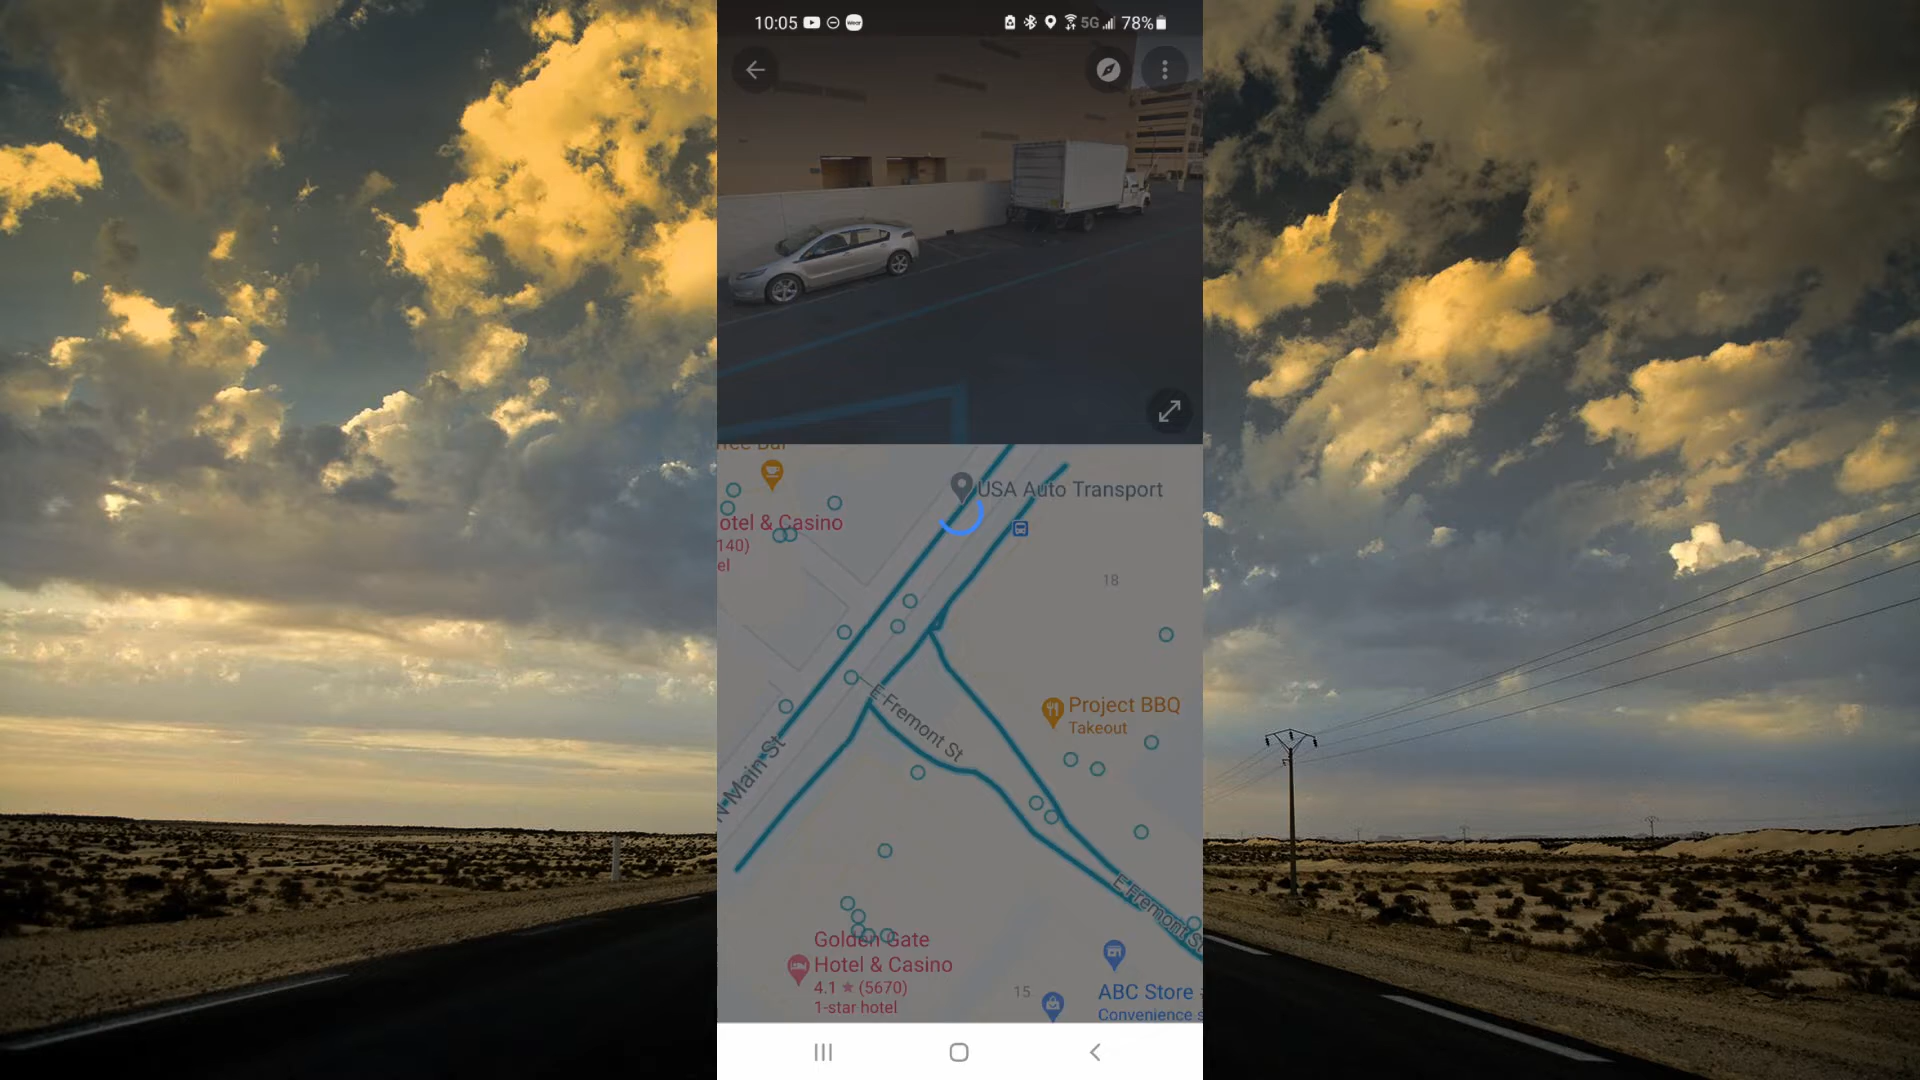 10:05
5G 78%
USA Auto Transport
otel & Casino
140)
el
18
Project BBQ
Takeout
E Fremont St
N Main St
E Fremont St
Golden Gate
Hotel & Casino
4.1 ★ (5670)
1-star hotel
15
ABC Store
Convenience s